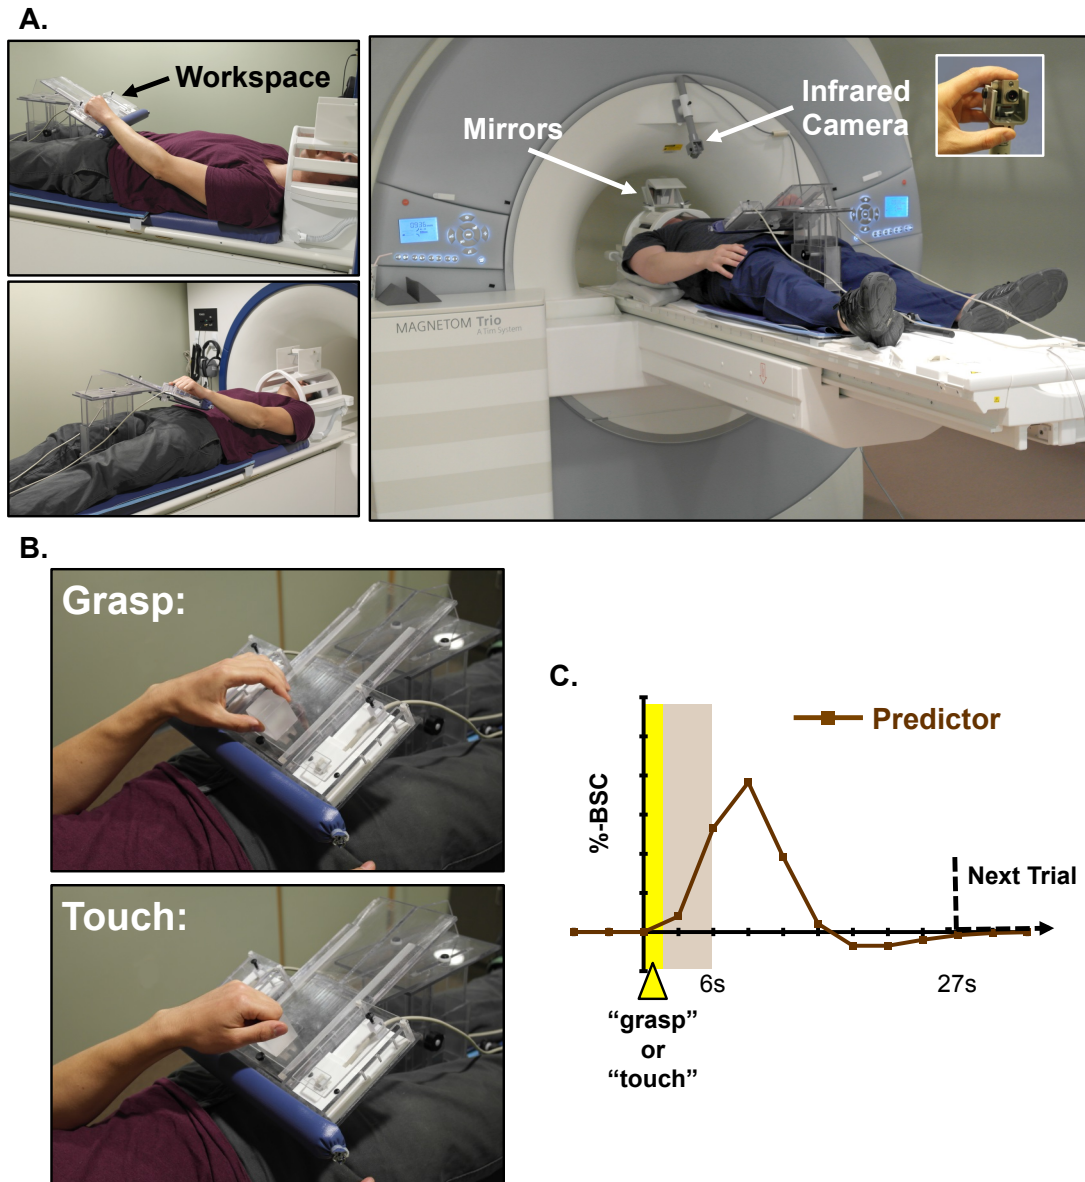 A.
Workspace
Mirrors
Infrared
Camera
MAGNETOM Trio
A Tim System
B.
Grasp:
Touch:
C.
Predictor
%-BSC
Next Trial
6s
27s
“grasp”
or
“touch”